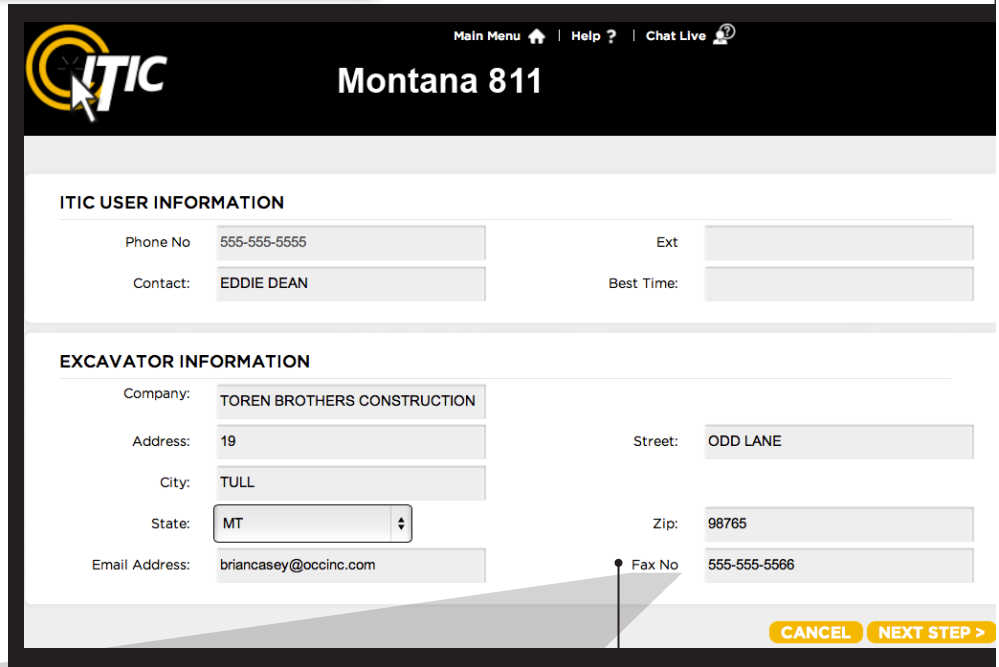 Main Menu | Help ? | Chat Live ?
ITIC
Montana 811
ITIC USER INFORMATION
Phone No 555-555-5555 Ext
Contact: EDDIE DEAN Best Time:
EXCAVATOR INFORMATION
Company: TOREN BROTHERS CONSTRUCTION
Address: 19 Street: ODD LANE
City: TULL
State: MT Zip: 98765
Email Address: briancasey@occinc.com Fax No 555-555-5566
CANCEL NEXT STEP >